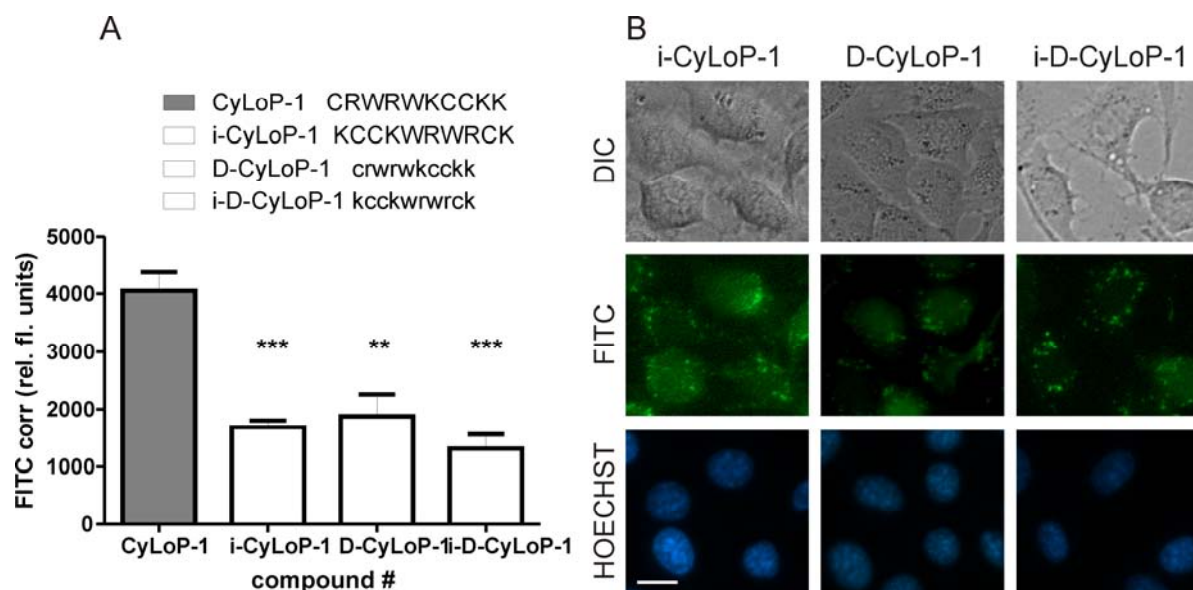 A
CyLoP-1 CRWRWKCCKK
i-CyLoP-1 KCCKWRWRCK
D-CyLoP-1 crwrwkcckk
i-D-CyLoP-1 kcckwrwrck
FITC corr (rel. fl. units)
5000
4000
3000
2000
1000
0
*** ** ***
CyLoP-1 i-CyLoP-1 D-CyLoP-1 i-D-CyLoP-1
compound #
B
i-CyLoP-1 D-CyLoP-1 i-D-CyLoP-1
DIC
FITC
HOECHST